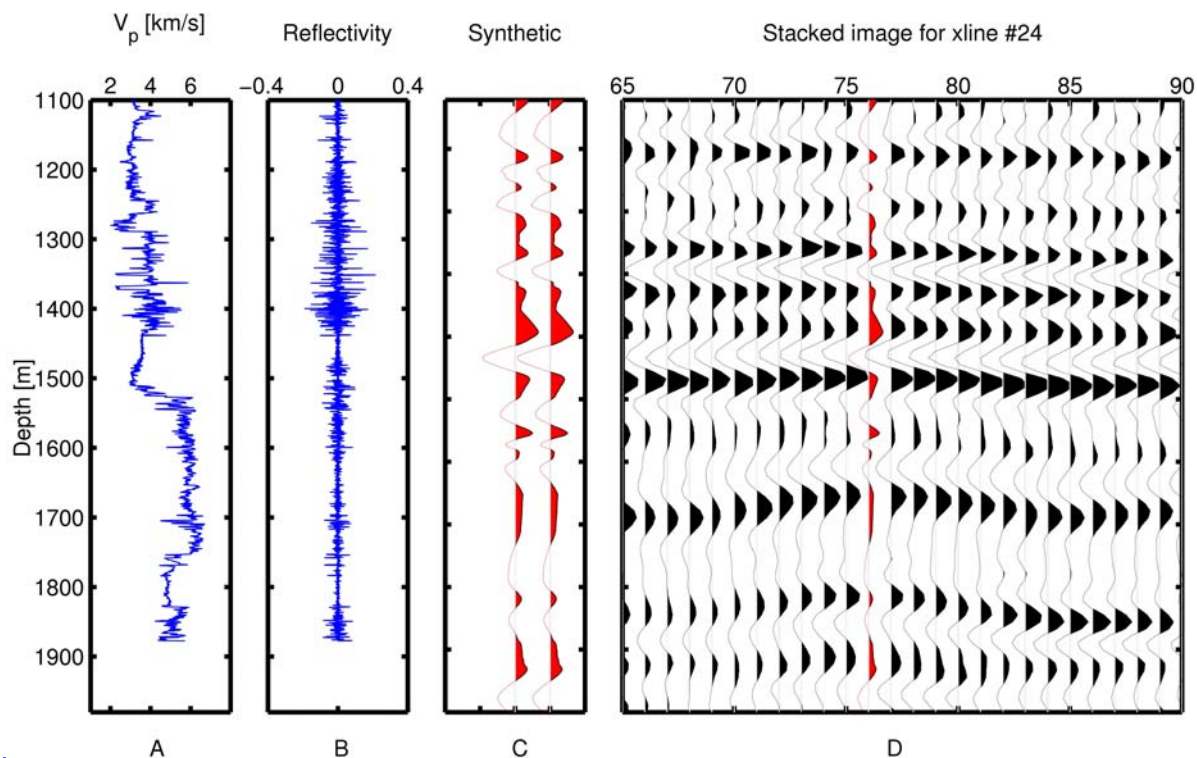 Vp [km/s]
Reflectivity
Synthetic
Stacked image for xline #24
2 4 6
−0.4 0 0.4
65 70 75 80 85 90
Depth [m]
1100
1200
1300
1400
1500
1600
1700
1800
1900
A B C D